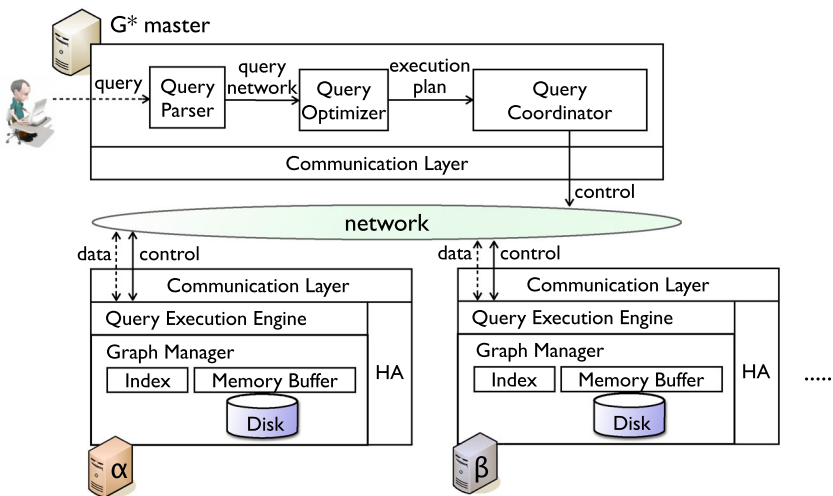 G* master
query
Query
Parser
query
network
Query
Optimizer
execution
plan
Query
Coordinator
Communication Layer
control
network
data
control
Communication Layer
Query Execution Engine
Graph Manager
Index
Memory Buffer
Disk
HA
α
data
control
Communication Layer
Query Execution Engine
Graph Manager
Index
Memory Buffer
Disk
HA
β
.....